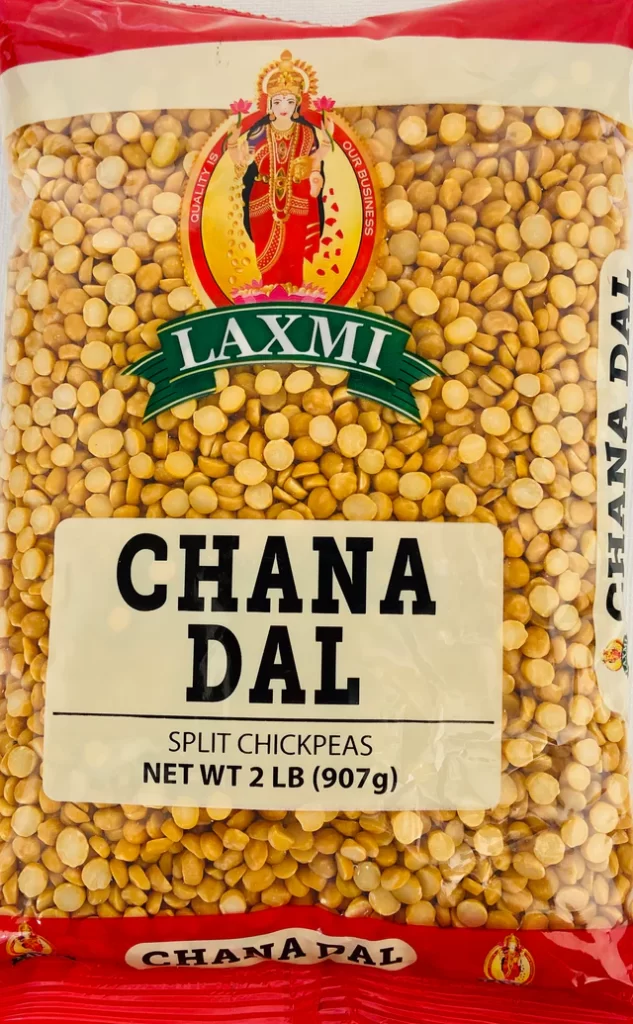 QUALITY IS OUR BUSINESS
LAXMI
CHANA
DAL
SPLIT CHICKPEAS
NET WT 2 LB (907g)
CHANA DAL
CHANA DAL